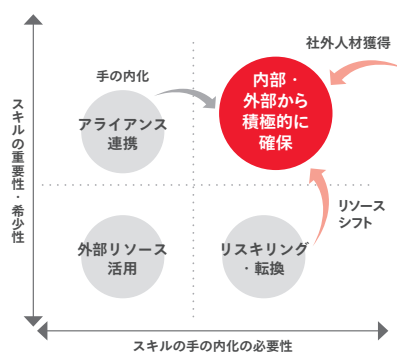 社外人材獲得
手の内化
内部・
外部から
積極的に
確保
アライアンス
連携
スキルの重要性・希少性
リソース
シフト
外部リソース
活用
リスキリング
・転換
スキルの手の内化の必要性